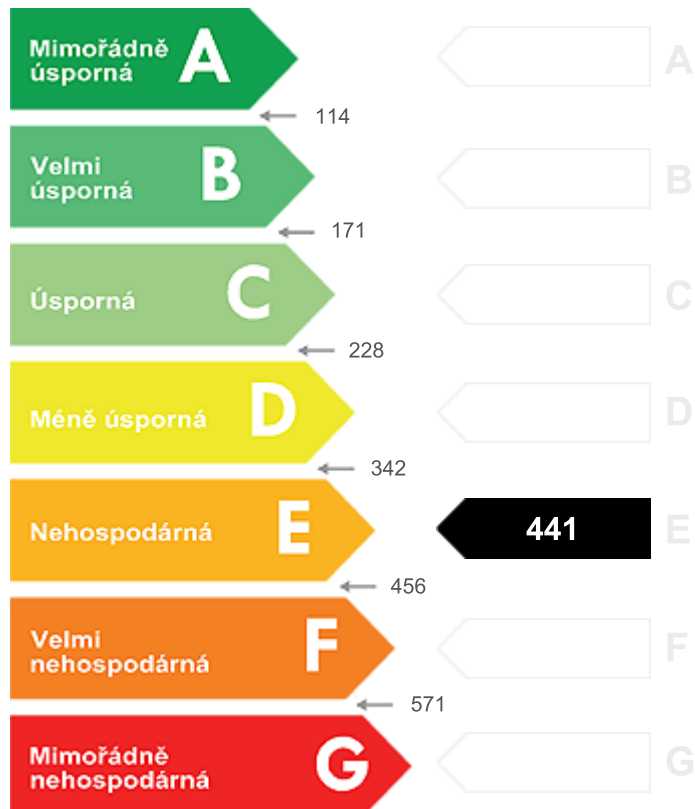 Mimořádně
úsporná
A
A
114
Velmi
úsporná
B
B
171
Úsporná
C
C
228
Méně úsporná
D
D
342
Nehospodárná
E
441
E
456
Velmi
nehospodárná
F
F
571
Mimořádně
nehospodárná
G
G